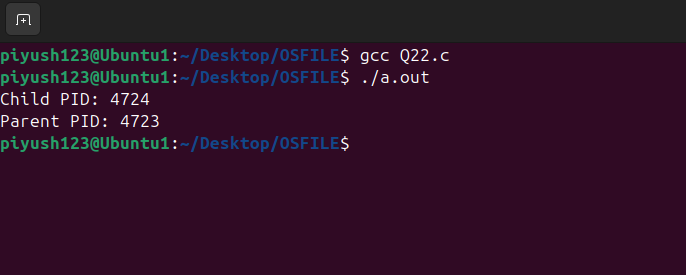 piyush123@Ubuntu1:~/Desktop/OSFILE$ gcc Q22.c
piyush123@Ubuntu1:~/Desktop/OSFILE$ ./a.out
Child PID: 4724
Parent PID: 4723
piyush123@Ubuntu1:~/Desktop/OSFILE$